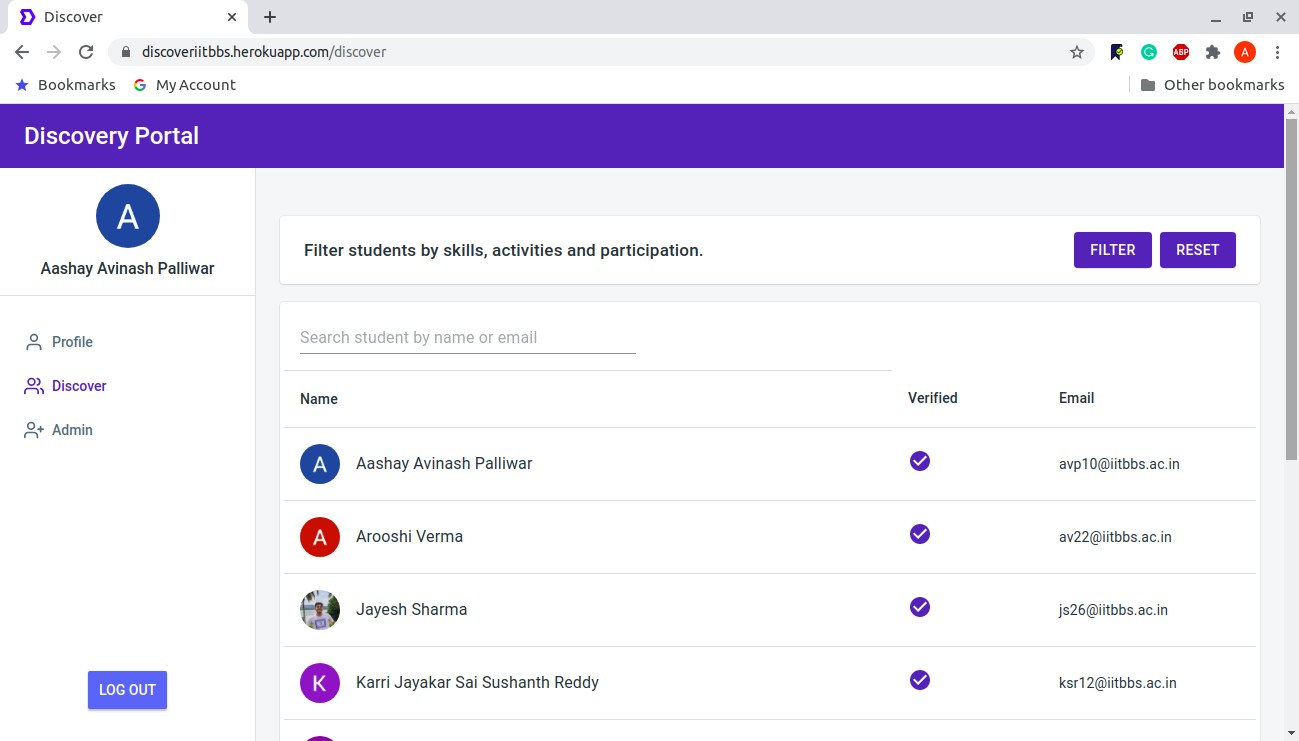 Discover
discoveriitbbs.herokuapp.com/discover
ABP
A
Bookmarks
My Account
Other bookmarks
Discovery Portal
A
Aashay Avinash Palliwar
Profile
Discover
Admin
LOG OUT
Filter students by skills, activities and participation.
FILTER
RESET
Search student by name or email
Name Verified Email
A Aashay Avinash Palliwar avp10@iitbbs.ac.in
A Arooshi Verma av22@iitbbs.ac.in
Jayesh Sharma js26@iitbbs.ac.in
K Karri Jayakar Sai Sushanth Reddy ksr12@iitbbs.ac.in